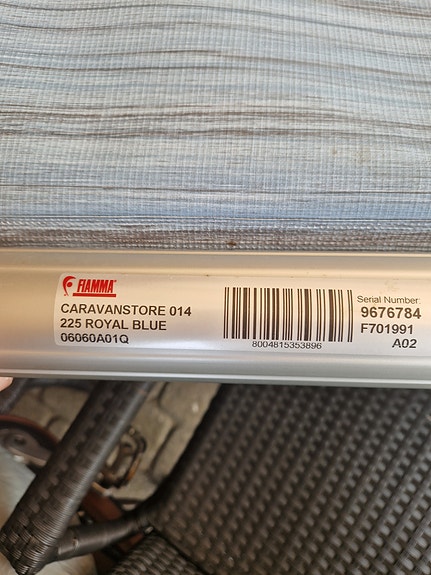 FIAMMA
CARAVANSTORE 014
225 ROYAL BLUE
06060A01Q
8004815353896
Serial Number:
9676784
F701991
A02